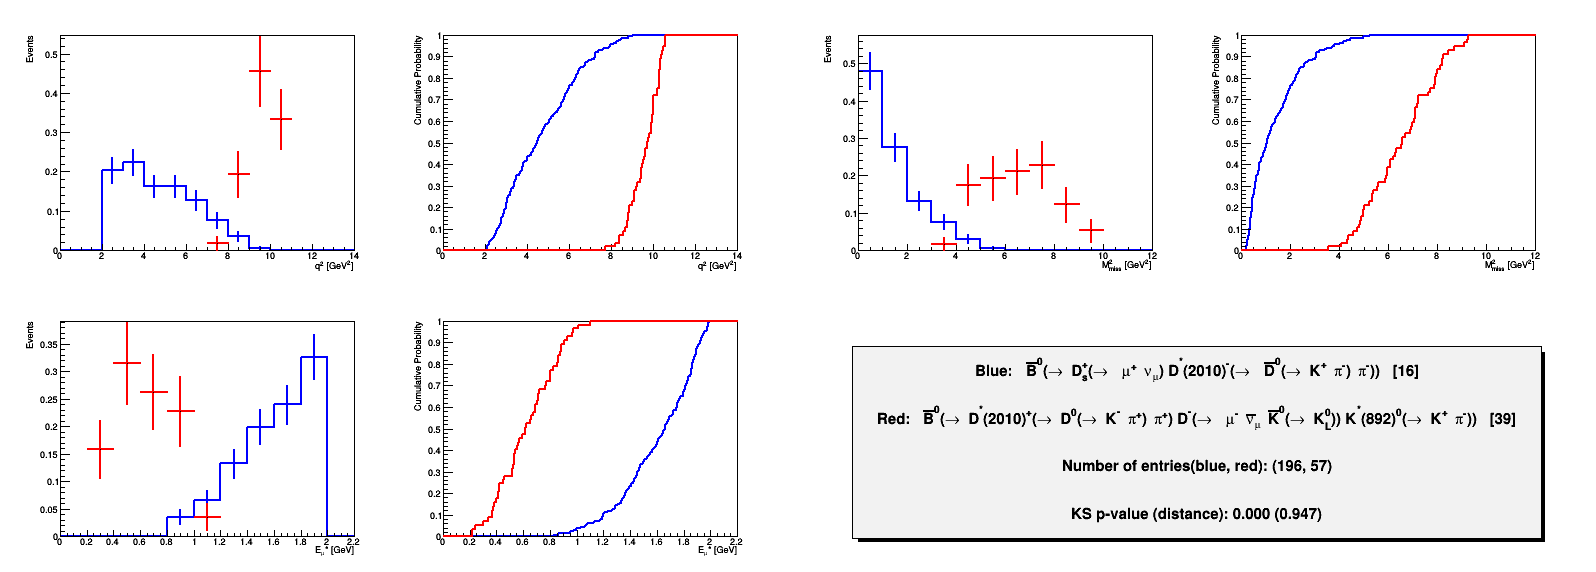 Events
0.5
0.4
0.3
0.2
0.1
0
0 2 4 6 8 10 12 14
q² [GeV²]
Cumulative Probability
1
0.9
0.8
0.7
0.6
0.5
0.4
0.3
0.2
0.1
0
0 2 4 6 8 10 12 14
q² [GeV²]
Events
0.5
0.4
0.3
0.2
0.1
0
0 2 4 6 8 10 12
M²miss [GeV²]
Cumulative Probability
1
0.9
0.8
0.7
0.6
0.5
0.4
0.3
0.2
0.1
0
0 2 4 6 8 10 12
M²miss [GeV²]
Events
0.35
0.3
0.25
0.2
0.15
0.1
0.05
0
0 0.2 0.4 0.6 0.8 1 1.2 1.4 1.6 1.8 2 2.2
Eμ* [GeV]
Cumulative Probability
1
0.9
0.8
0.7
0.6
0.5
0.4
0.3
0.2
0.1
0
0 0.2 0.4 0.6 0.8 1 1.2 1.4 1.6 1.8 2 2.2
Eμ* [GeV]
Blue: B̅⁰(→ Dₛ⁺(→ μ⁺ νμ) D*(2010)⁻(→ D̅⁰(→ K⁺ π⁻) π⁻)) [16]
Red: B̅⁰(→ D*(2010)⁺(→ D⁰(→ K⁻ π⁺) π⁺) D⁻(→ μ⁻ ν̅μ K̅⁰(→ K⁰L)) K*(892)⁰(→ K⁺ π⁻)) [39]
Number of entries(blue, red): (196, 57)
KS p-value (distance): 0.000 (0.947)